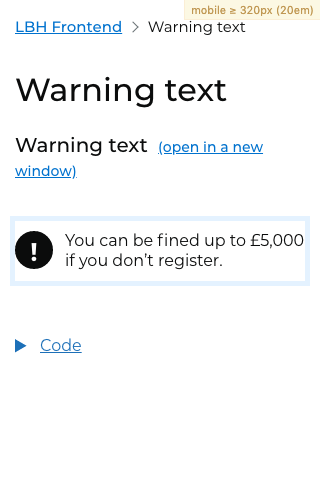 mobile ≥ 320px (20em)
LBH Frontend > Warning text
Warning text
Warning text (open in a new
window)
! You can be fined up to £5,000
if you don’t register.
Code